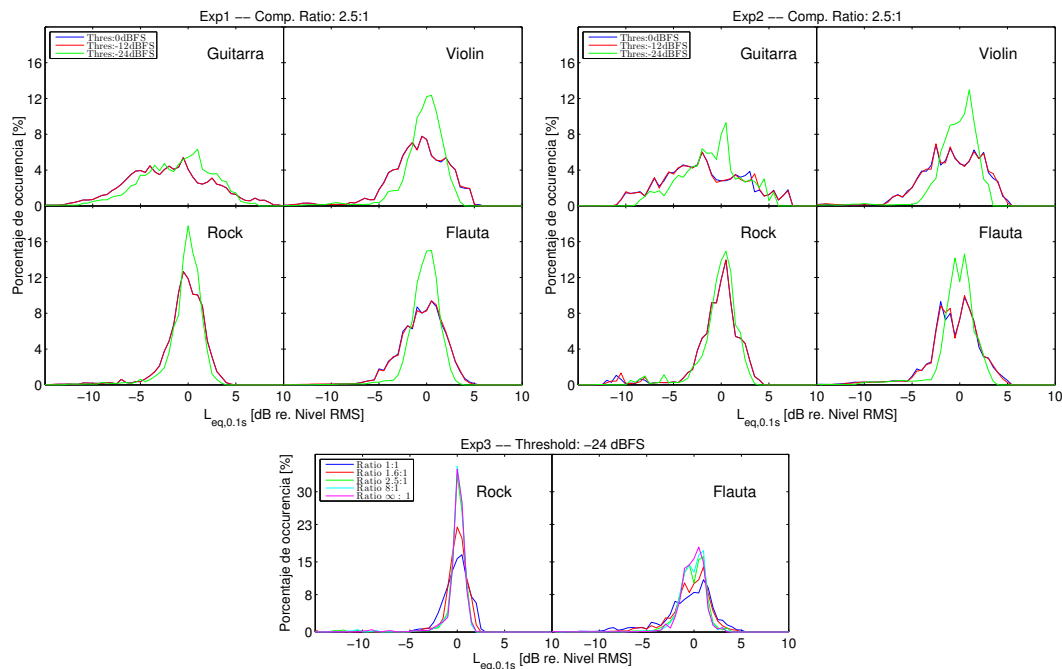 Exp1 −− Comp. Ratio: 2.5:1
Thres:0dBFS
Thres:-12dBFS
Thres:-24dBFS
Guitarra
Violin
Rock
Flauta
Porcentaje de occurencia [%]
16
12
8
4
0
16
12
8
4
0
−10
−5
0
5
−10
−5
0
5
10
L eq,0.1s [dB re. Nivel RMS]
Exp2 −− Comp. Ratio: 2.5:1
Thres:0dBFS
Thres:-12dBFS
Thres:-24dBFS
Guitarra
Violin
Rock
Flauta
Porcentaje de occurencia [%]
16
12
8
4
0
16
12
8
4
0
−10
−5
0
5
10
−10
−5
0
5
10
L eq,0.1s [dB re. Nivel RMS]
Exp3 −− Threshold: −24 dBFS
Ratio 1:1
Ratio 1.6:1
Ratio 2.5:1
Ratio 8:1
Ratio ∞ : 1
Rock
Flauta
Porcentaje de occurencia [%]
30
23
15
8
0
−10
−5
0
5
10
−10
−5
0
5
10
L eq,0.1s [dB re. Nivel RMS]